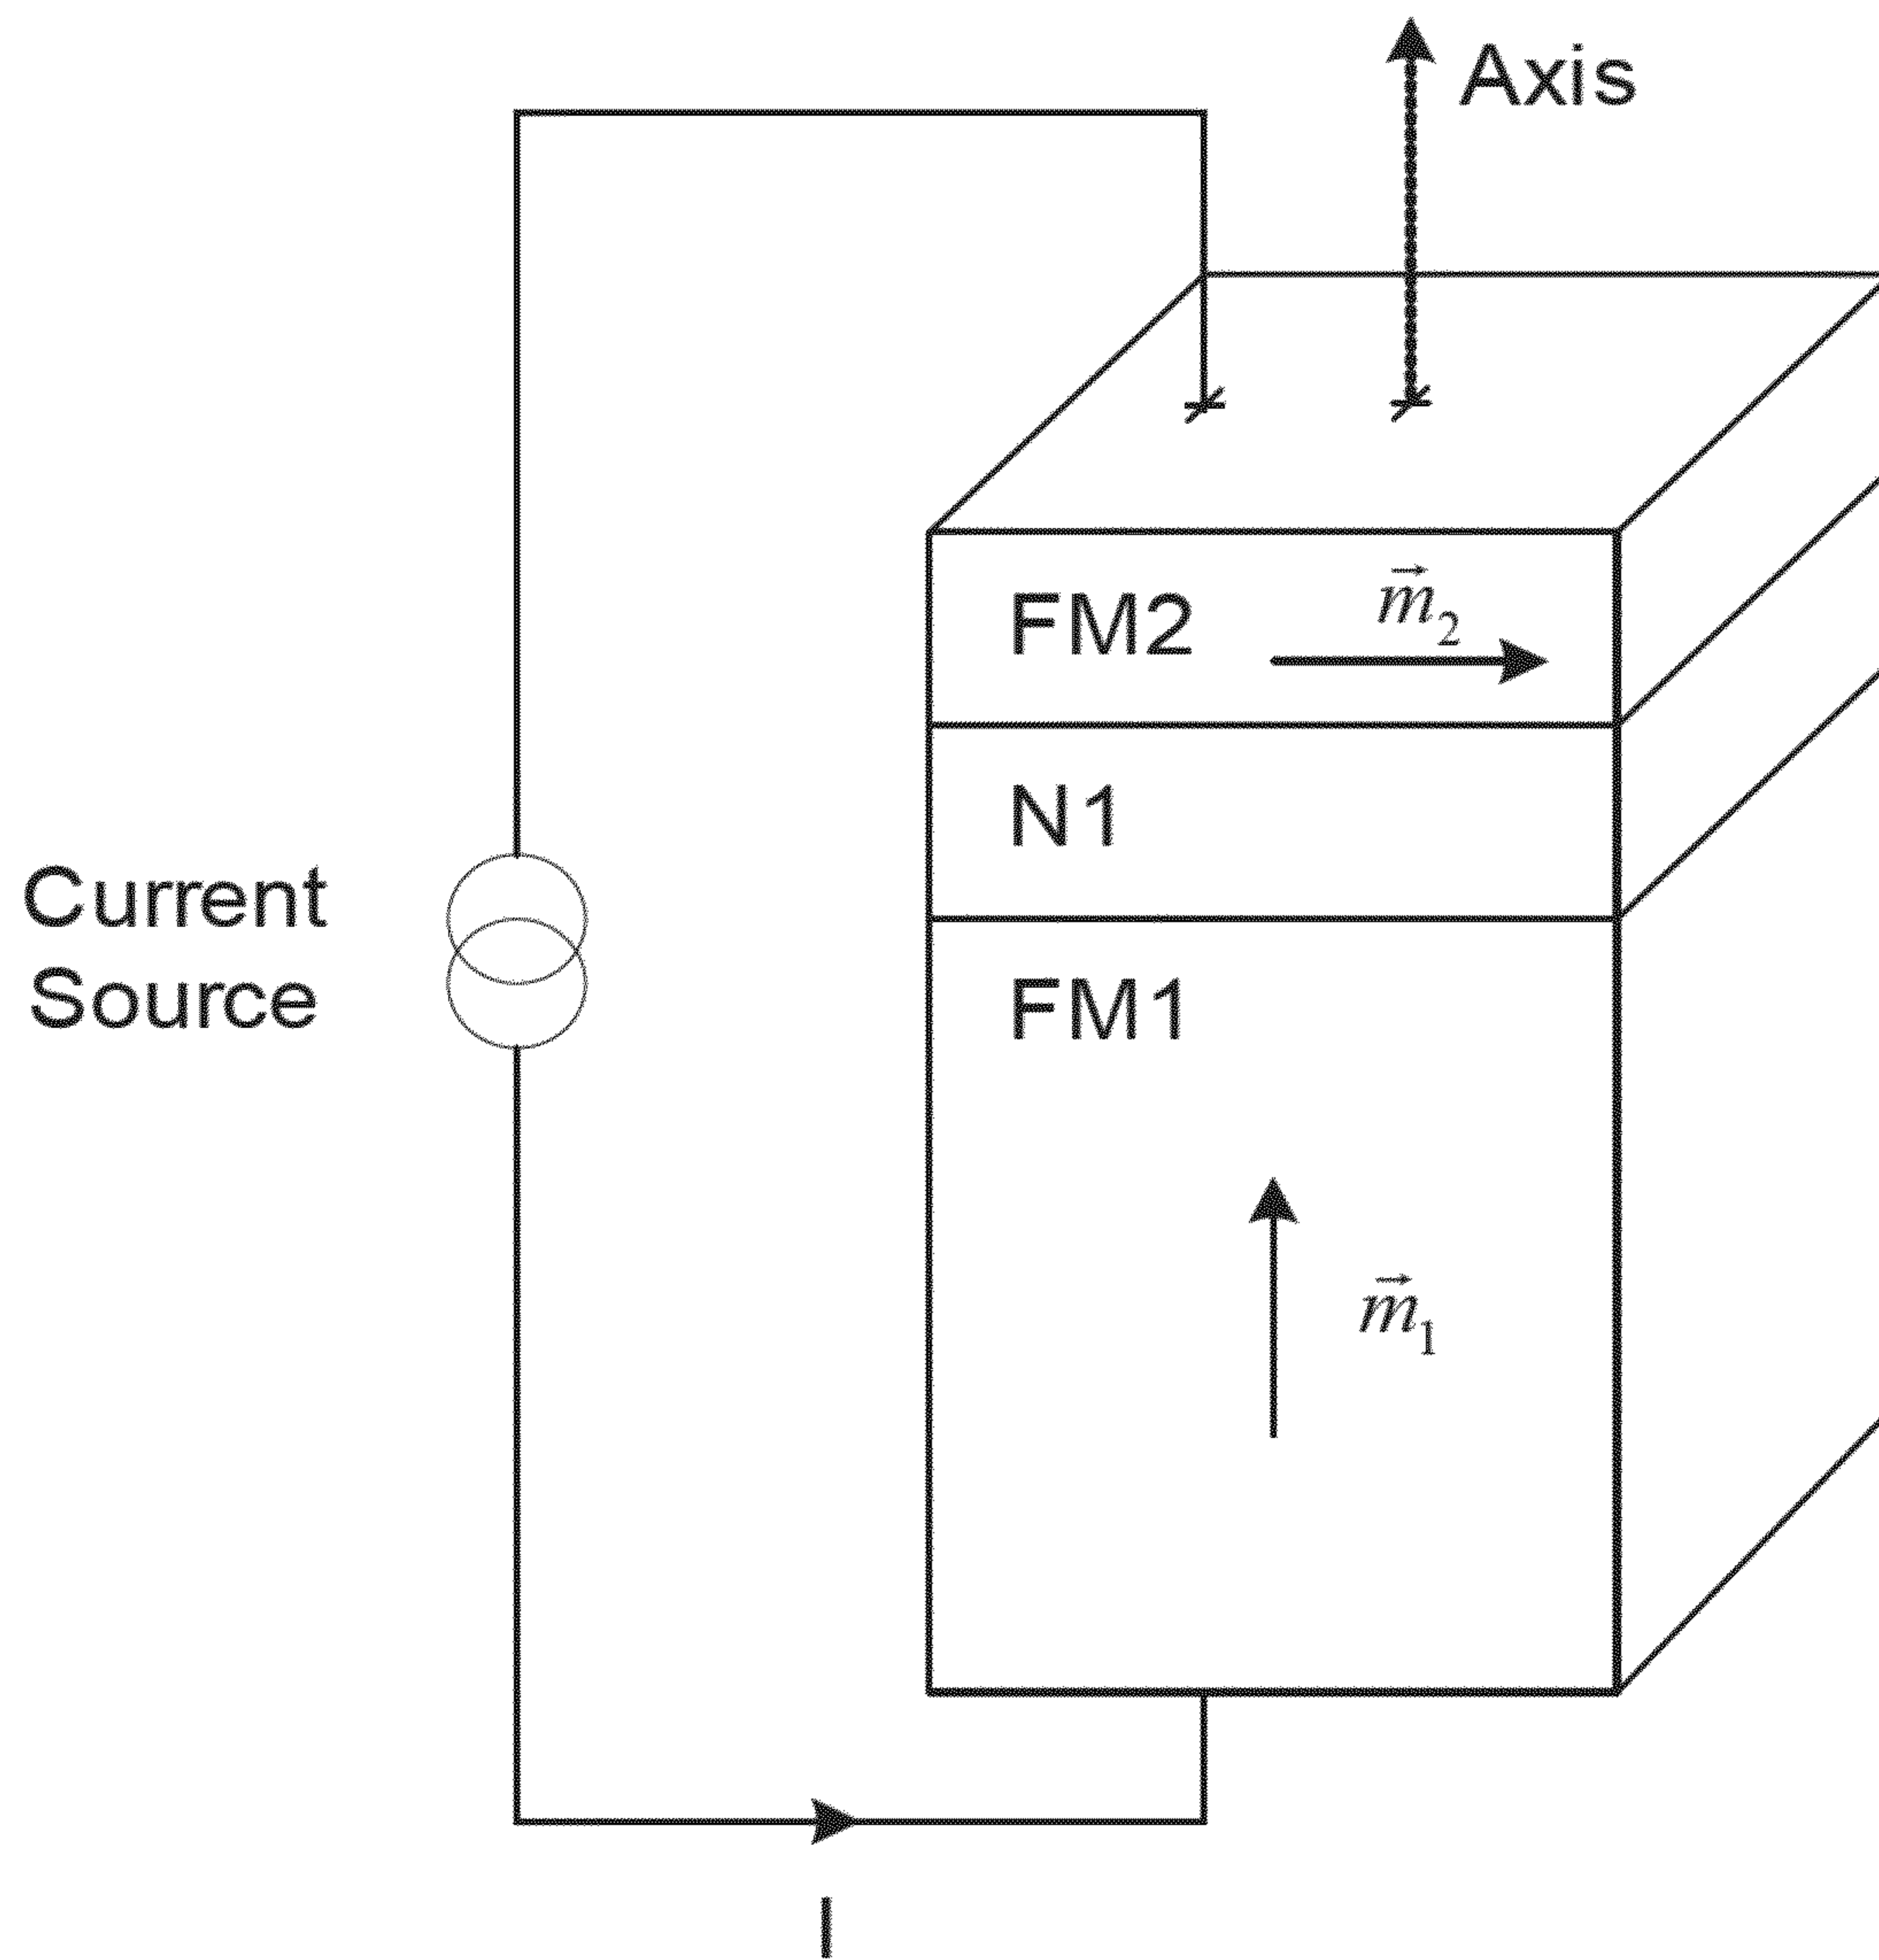 Axis
FM2
m⃗₂
N1
Current
Source
FM1
m⃗₁
I